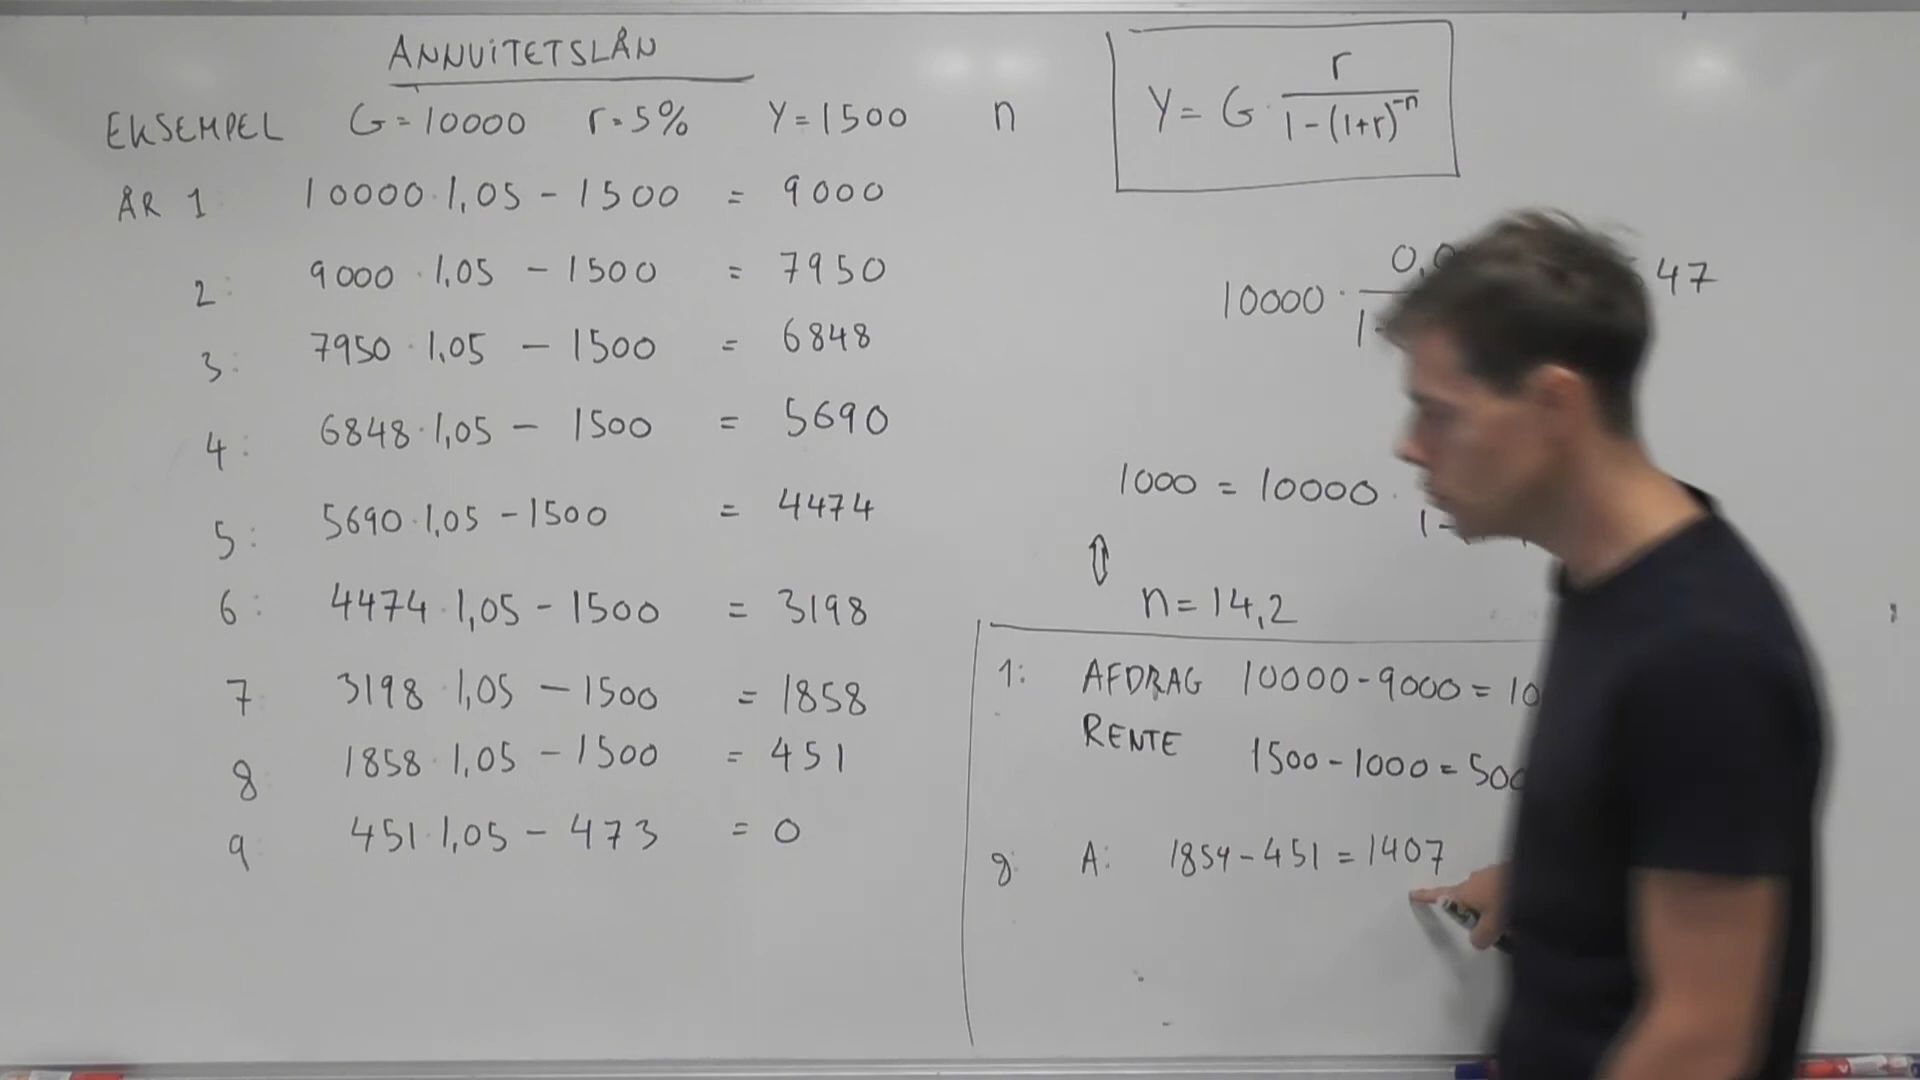 ANNUITETSLÅN
EKSEMPEL G=10000 r=5% Y=1500 n
ÅR 1 10000·1,05 - 1500 = 9000
2: 9000·1,05 - 1500 = 7950
3: 7950·1,05 - 1500 = 6848
4: 6848·1,05 - 1500 = 5690
5: 5690·1,05 - 1500 = 4474
6: 4474·1,05 - 1500 = 3198
7 3198·1,05 - 1500 = 1858
8 1858·1,05 - 1500 = 451
9 451·1,05 - 473 = 0
Y = G · r / 1-(1+r)^-n
10000 · 47
1000 = 10000 ·
⇕
n = 14,2
1: AFDRAG 10000-9000 = 10
RENTE 1500-1000 = 500
8: A: 1854-451 = 1407